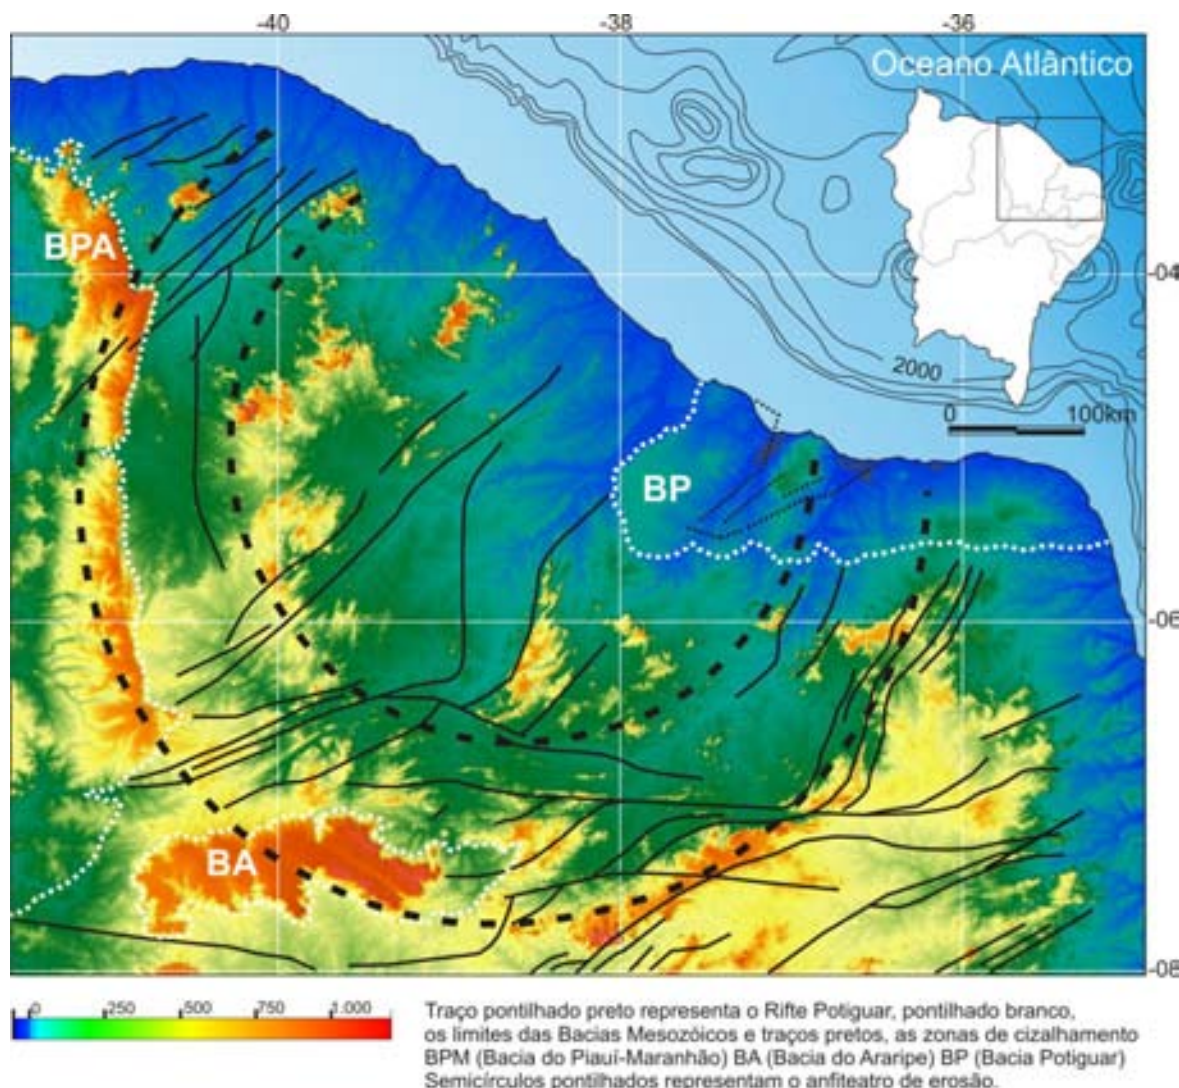 -40 -38 -36
Oceano Atlântico
BPA
-04
2000
0 100km
BP
-06
BA
-08
0 250 500 750 1.000
Traço pontilhado preto representa o Rifte Potiguar, pontilhado branco,
os limites das Bacias Mesozóicos e traços pretos, as zonas de cizalhamento
BPM (Bacia do Piauí-Maranhão) BA (Bacia do Araripe) BP (Bacia Potiguar)
Semicírculos pontilhados representam o anfiteatro de erosão.